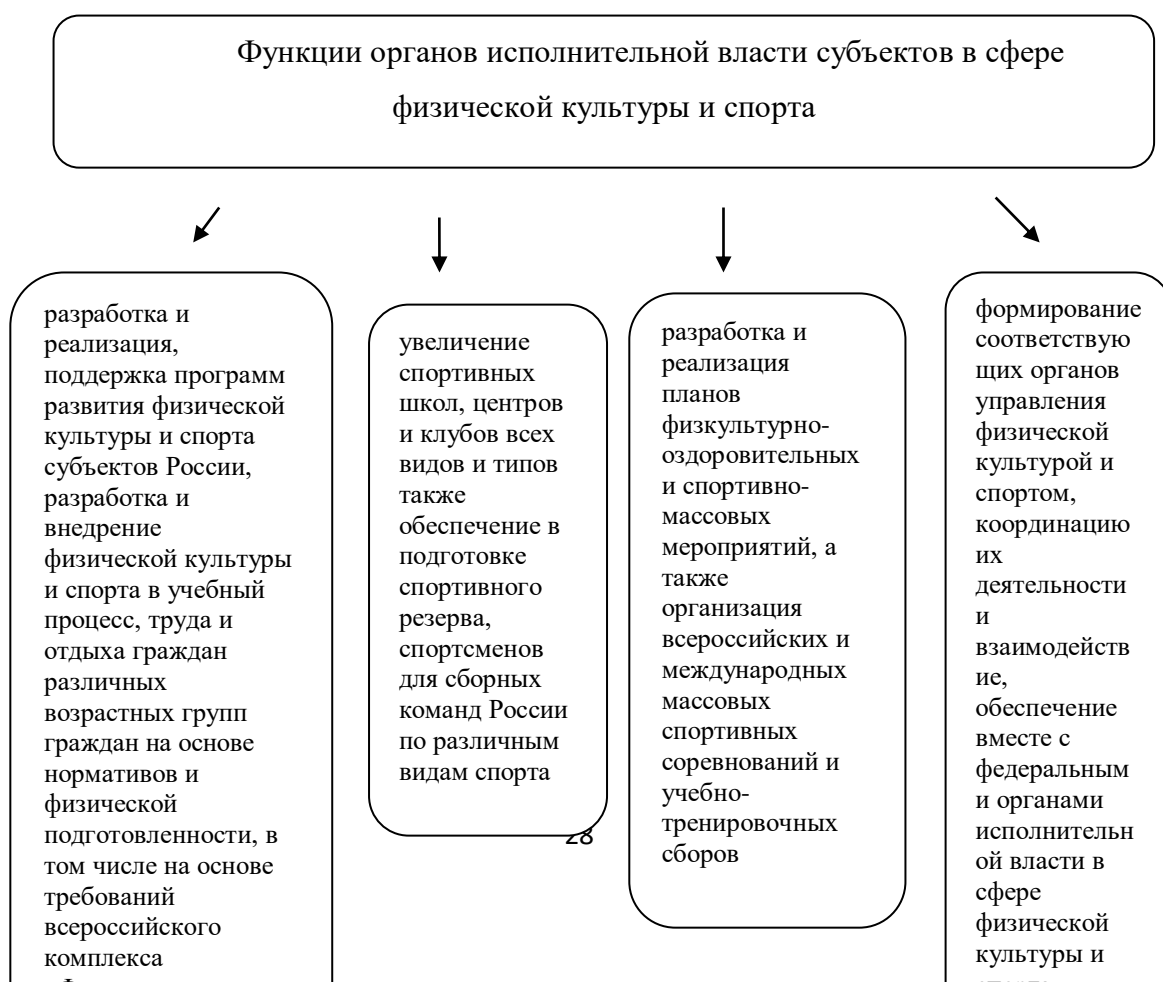 Функции органов исполнительной власти субъектов в сфере
физической культуры и спорта
разработка и
реализация,
поддержка программ
развития физической
культуры и спорта
субъектов России,
разработка и
внедрение
физической культуры
и спорта в учебный
процесс, труда и
отдыха граждан
различных
возрастных групп
граждан на основе
нормативов и
физической
подготовленности, в
том числе на основе
требований
всероссийского
комплекса
увеличение
спортивных
школ, центров
и клубов всех
видов и типов
также
обеспечение в
подготовке
спортивного
резерва,
спортсменов
для сборных
команд России
по различным
видам спорта
разработка и
реализация
планов
физкультурно-
оздоровительных
и спортивно-
массовых
мероприятий, а
также
организация
всероссийских и
международных
массовых
спортивных
соревнований и
учебно-
тренировочных
сборов
формирование
соответствую
щих органов
управления
физической
культурой и
спортом,
координацию
их
деятельности
и
взаимодейств
ие,
обеспечение
вместе с
федеральным
и органами
исполнительн
ой власти в
сфере
физической
культуры и
28